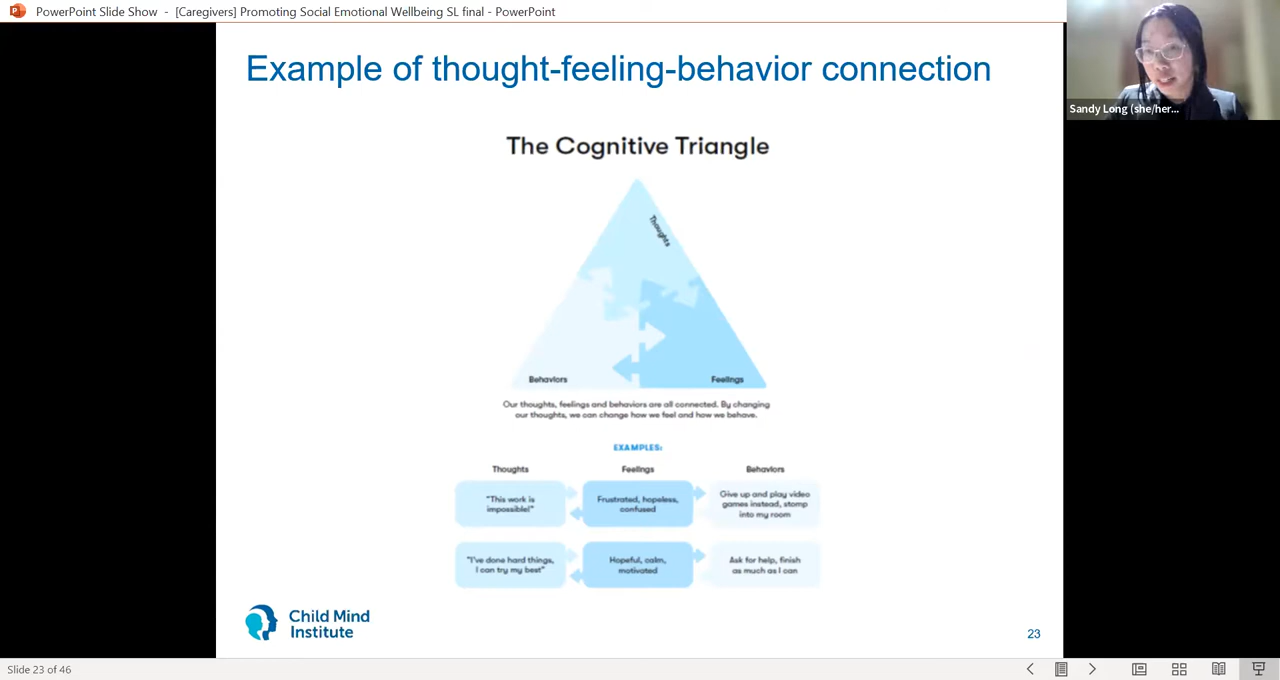 PowerPoint Slide Show - [Caregivers] Promoting Social Emotional Wellbeing SL final - PowerPoint
Sandy Long (she/her...
Example of thought-feeling-behavior connection
The Cognitive Triangle
Thoughts
Behaviors
Feelings
Our thoughts, feelings and behaviors are all connected. By changing
our thoughts, we can change how we feel and how we behave.
EXAMPLES:
Thoughts
Feelings
Behaviors
"This work is
impossible!"
Frustrated, hopeless,
confused
Give up and play video
games instead, stomp
into my room
"I've done hard things,
I can try my best"
Hopeful, calm,
motivated
Ask for help, finish
as much as I can
Child Mind
Institute
23
Slide 23 of 46